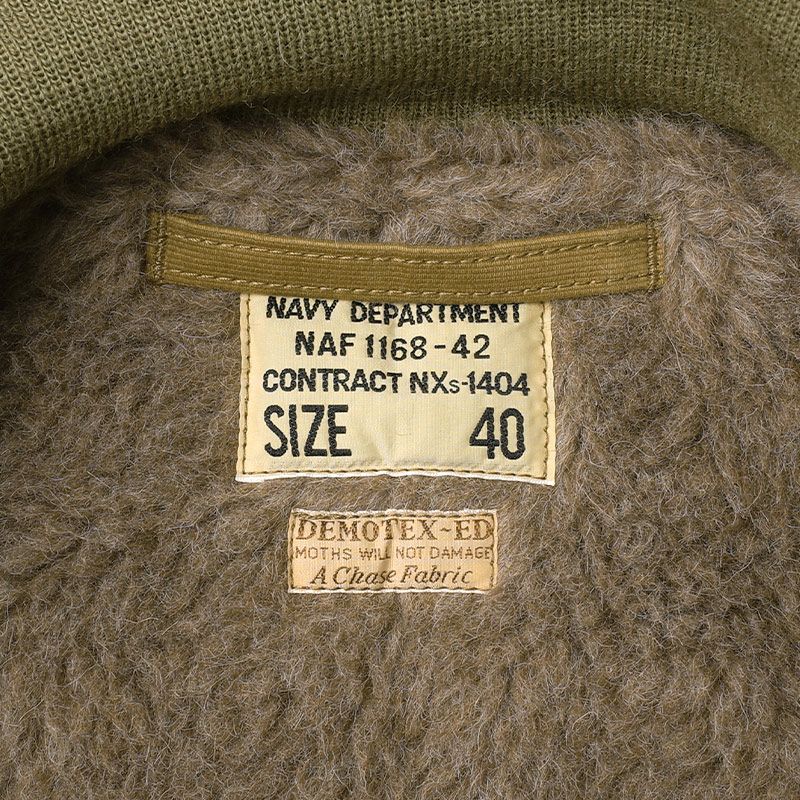 NAVY DEPARTMENT
NAF 1168-42
CONTRACT NXs-1404
SIZE 40
DEMOTEX-ED
MOTHS WILL NOT DAMAGE
A Chase Fabric